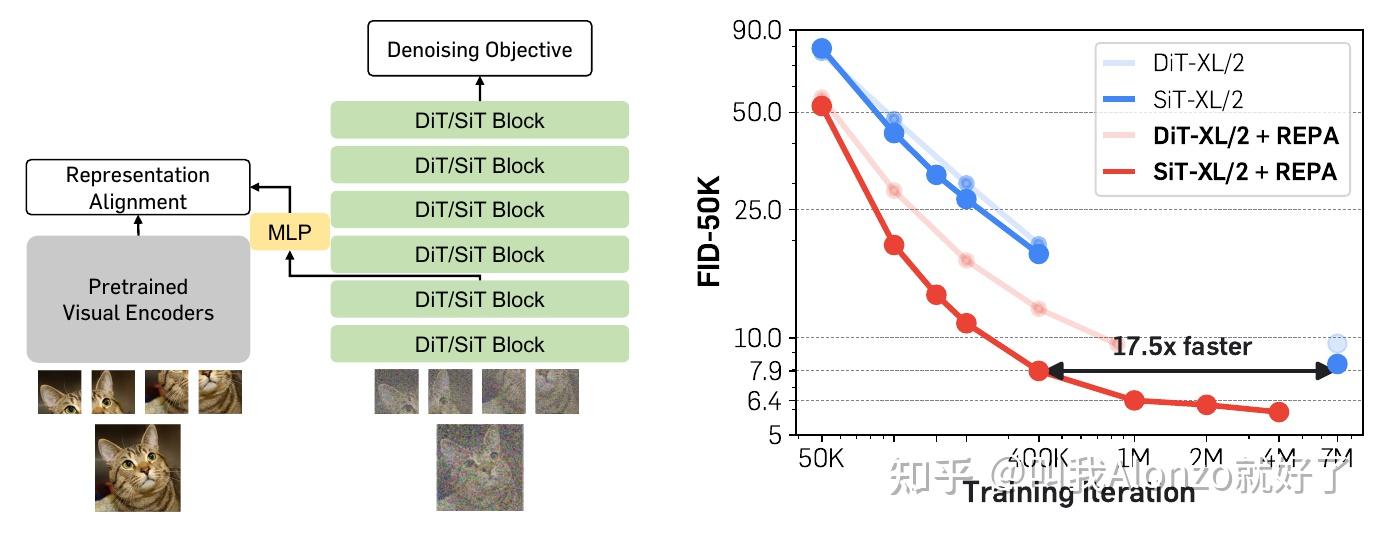 Denoising Objective
DiT/SiT Block
DiT/SiT Block
DiT/SiT Block
DiT/SiT Block
DiT/SiT Block
DiT/SiT Block
Representation
Alignment
MLP
Pretrained
Visual Encoders
FID-50K
90.0
50.0
25.0
10.0
7.9
6.4
5
DiT-XL/2
SiT-XL/2
DiT-XL/2 + REPA
SiT-XL/2 + REPA
17.5x faster
50K
400K
1M
2M
4M
7M
Training Iteration
知乎 @叫我Alonzo就好了